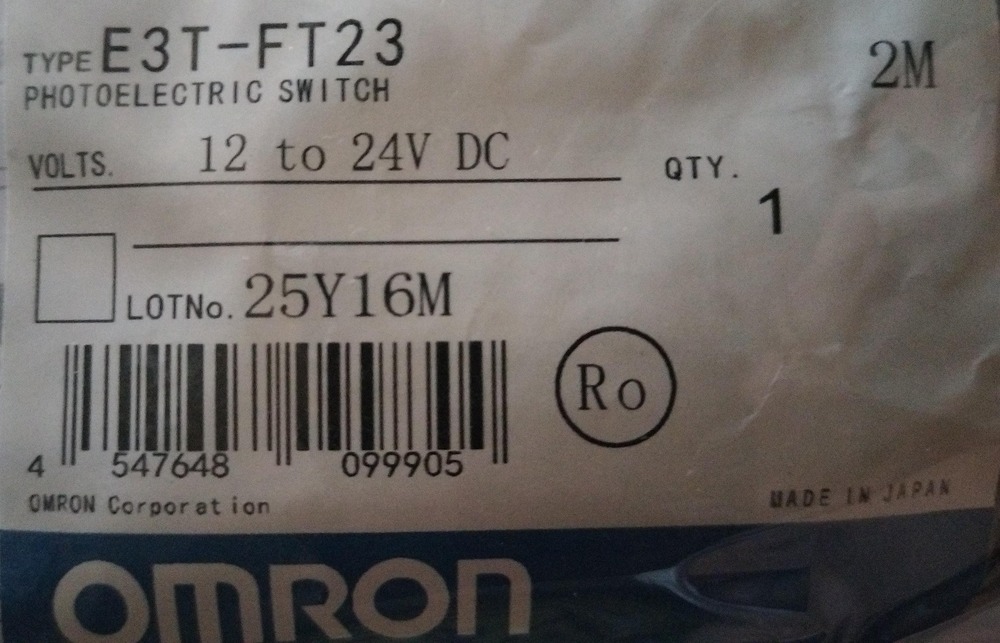 TYPE E3T-FT23 2M
PHOTOELECTRIC SWITCH
VOLTS. 12 to 24V DC
QTY. 1
LOTNo. 25Y16M
Ro
4 547648 099905
OMRON Corporation
MADE IN JAPAN
OMRON